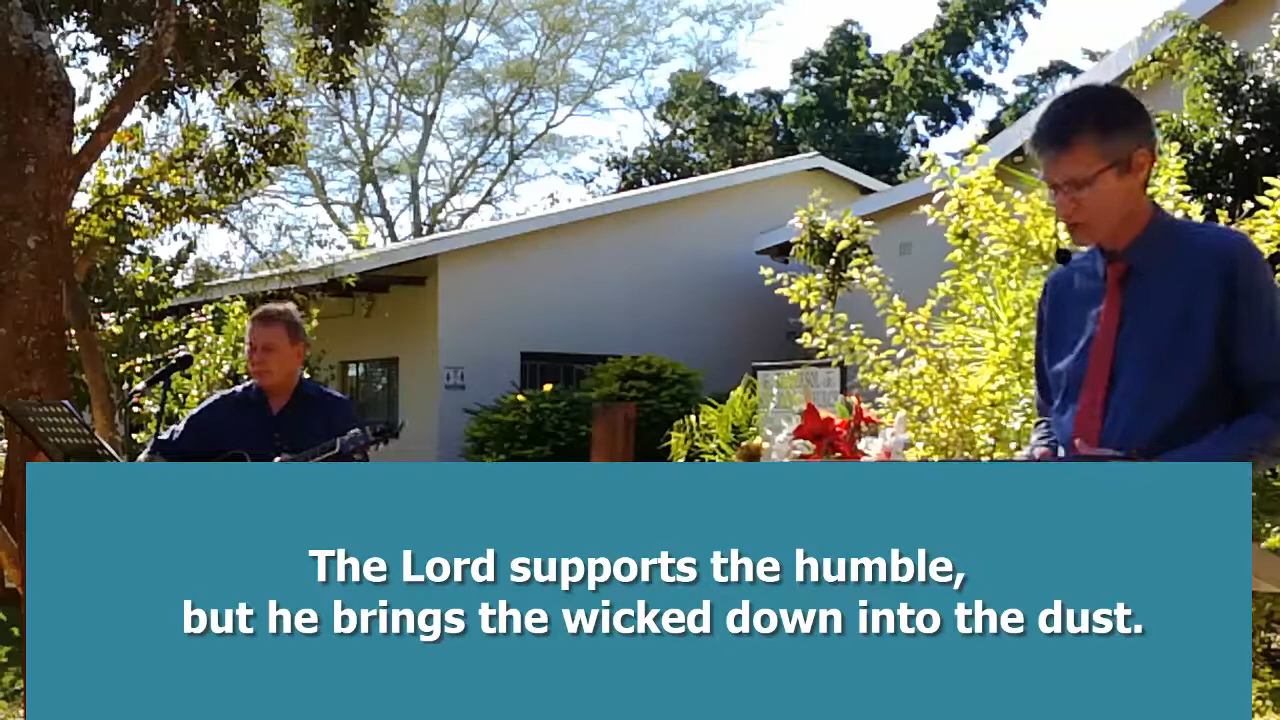 The Lord supports the humble,
but he brings the wicked down into the dust.